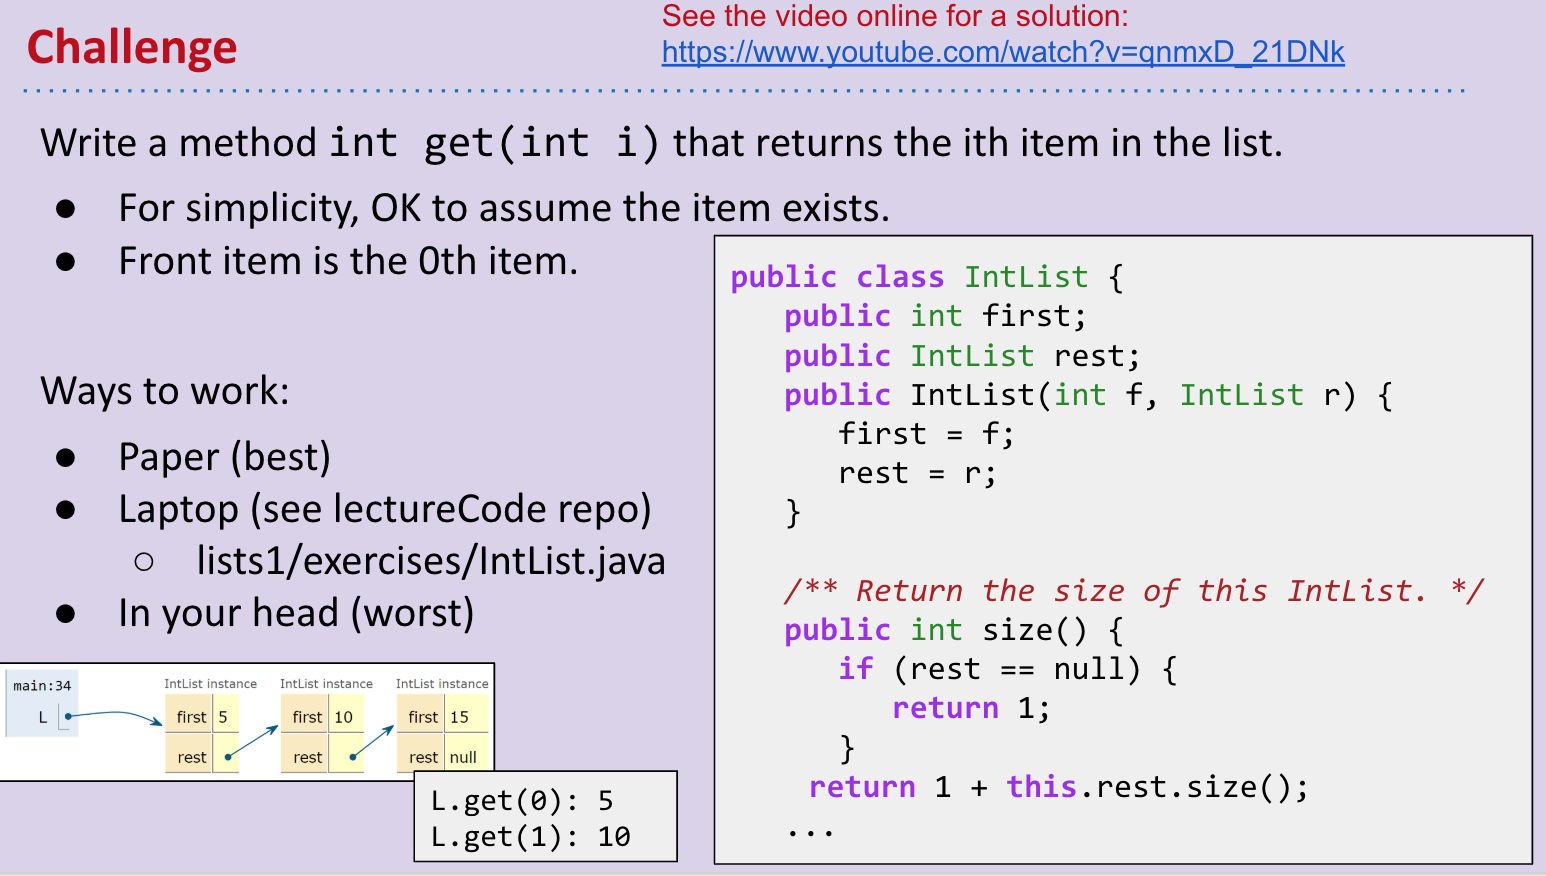 Challenge
See the video online for a solution:
https://www.youtube.com/watch?v=qnmxD_21DNk
Write a method int get(int i) that returns the ith item in the list.
● For simplicity, OK to assume the item exists.
● Front item is the 0th item.
Ways to work:
● Paper (best)
● Laptop (see lectureCode repo)
○ lists1/exercises/IntList.java
● In your head (worst)
public class IntList {
   public int first;
   public IntList rest;
   public IntList(int f, IntList r) {
      first = f;
      rest = r;
   }
   /** Return the size of this IntList. */
   public int size() {
      if (rest == null) {
         return 1;
      }
    return 1 + this.rest.size();
   ...
main:34
L
IntList instance IntList instance IntList instance
first 5 first 10 first 15
rest rest rest null
L.get(0): 5
L.get(1): 10